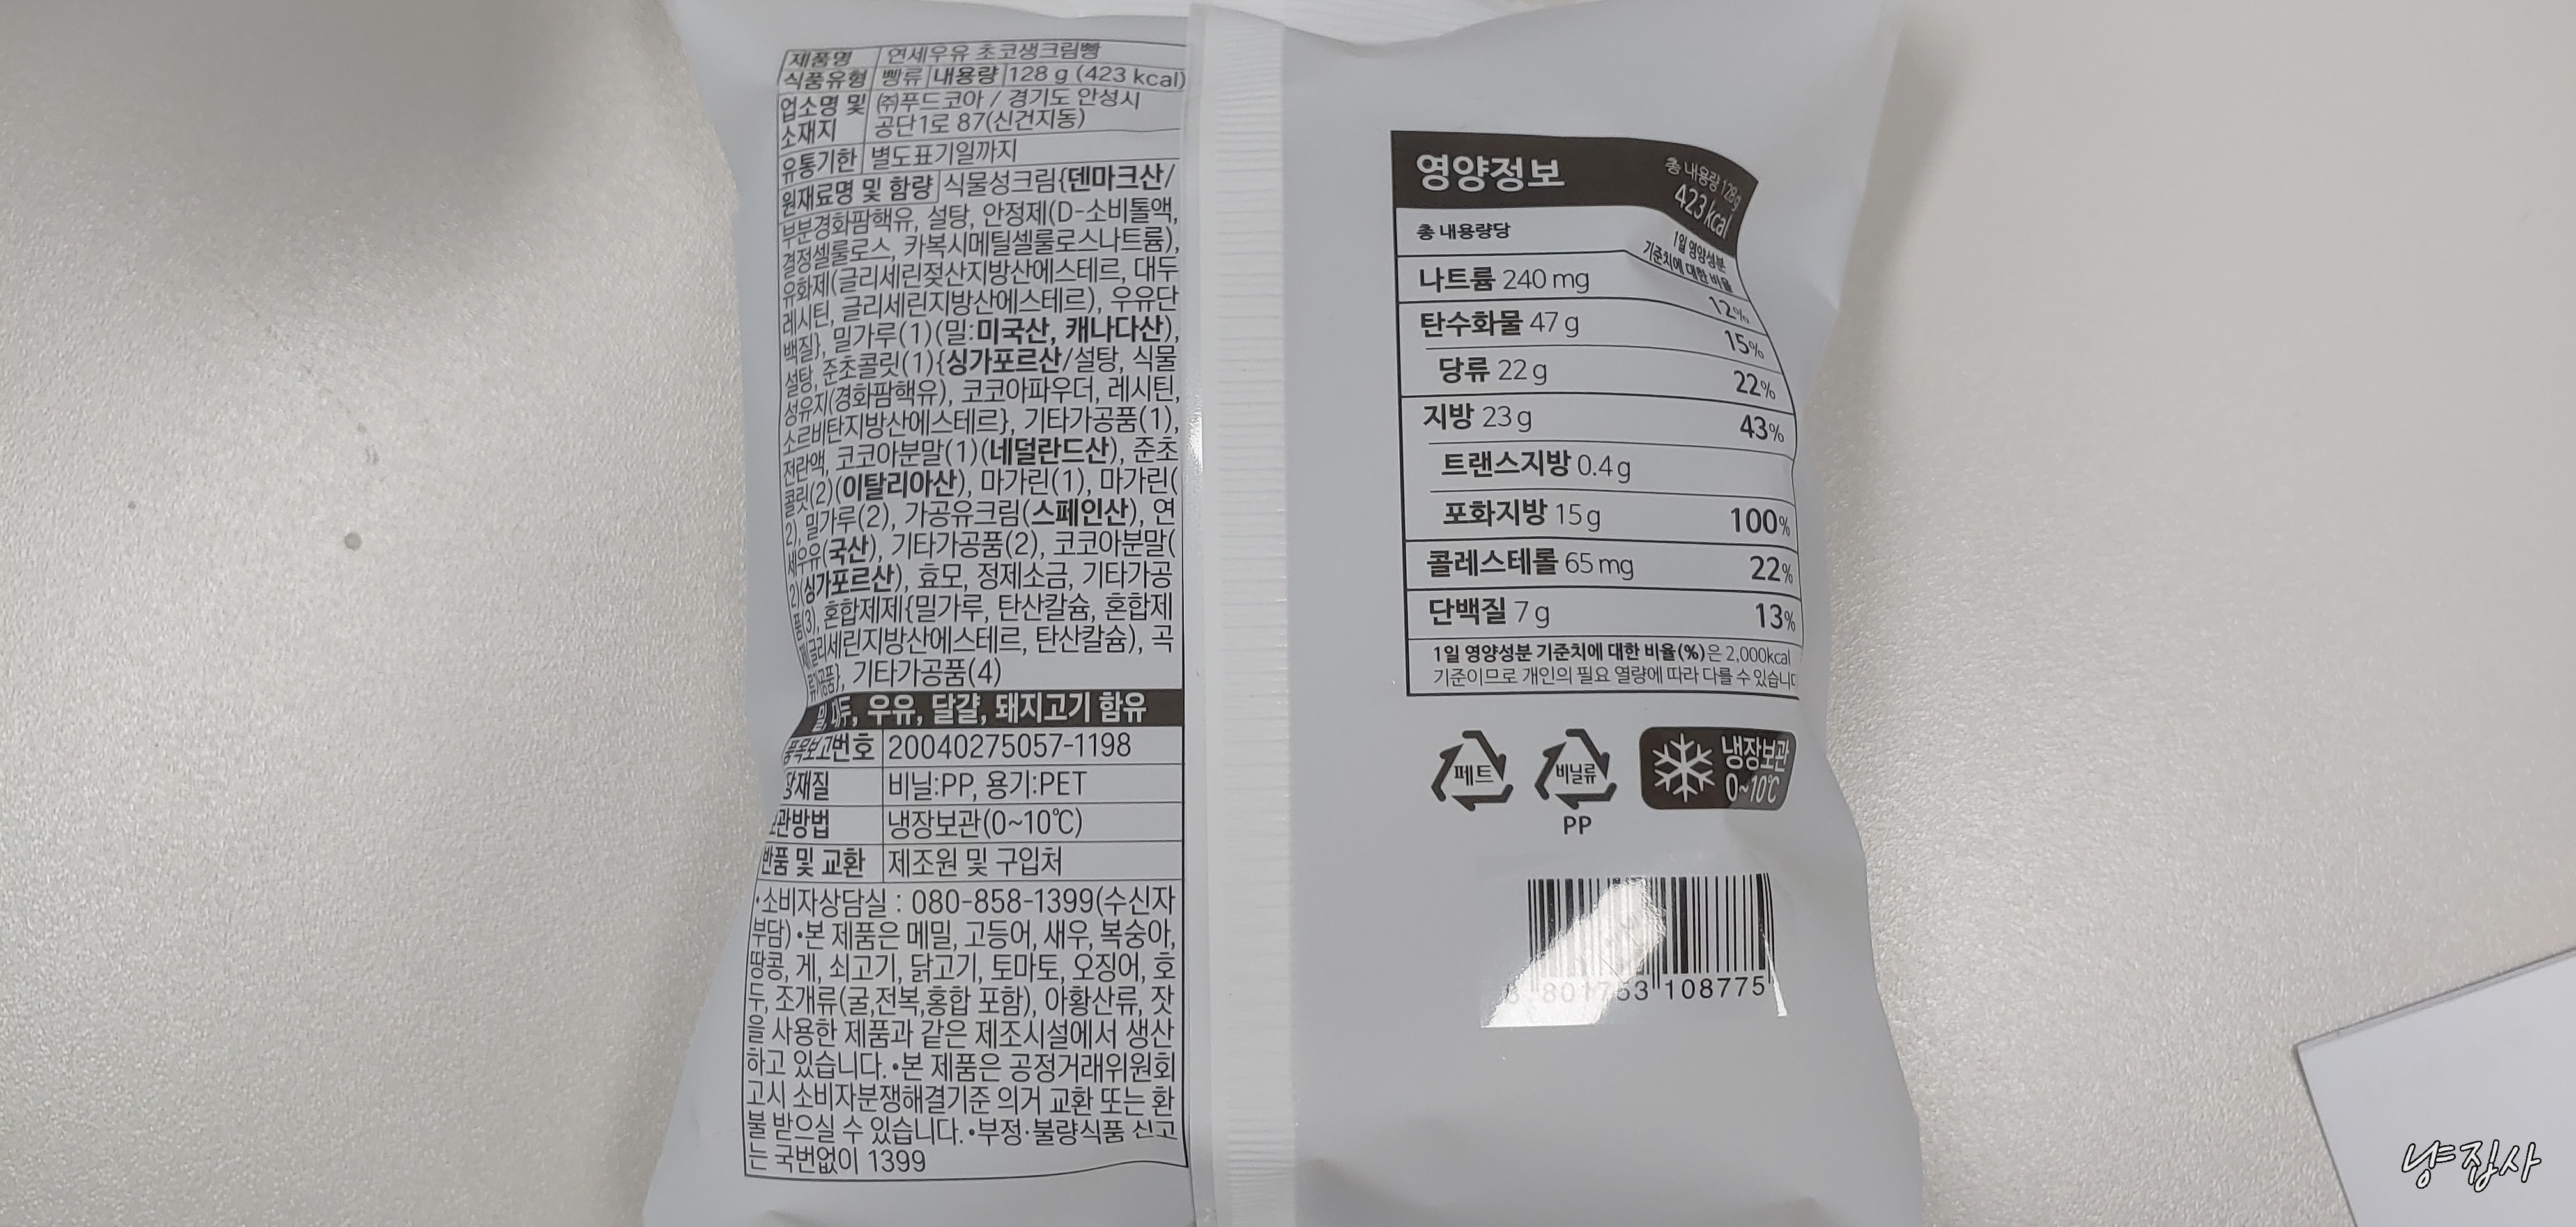 제품명 연세우유 초코생크림빵
식품유형 빵류 내용량 128 g (423 kcal)
업소명 및 ㈜푸드코아 / 경기도 안성시
소재지 공단1로 87(신건지동)
유통기한 별도표기일까지
원재료명 및 함량 식물성크림{덴마크산/
부분경화팜핵유, 설탕, 안정제(D-소비톨액,
결정셀룰로스, 카복시메틸셀룰로스나트륨),
유화제(글리세린젖산지방산에스테르, 대두
레시틴, 글리세린지방산에스테르), 우유단
백질}, 밀가루(1)(밀:미국산, 캐나다산),
설탕, 준초콜릿(1){싱가포르산/설탕, 식물
성유지(경화팜핵유), 코코아파우더, 레시틴,
소르비탄지방산에스테르}, 기타가공품(1),
전란액, 코코아분말(1)(네덜란드산), 준초
콜릿(2)(이탈리아산), 마가린(1), 마가린(
2), 밀가루(2), 가공유크림(스페인산), 연
세우유(국산), 기타가공품(2), 코코아분말(
2)(싱가포르산), 효모, 정제소금, 기타가공
품(3), 혼합제제{밀가루, 탄산칼슘, 혼합제
제(글리세린지방산에스테르, 탄산칼슘), 곡
류가공품}, 기타가공품(4)
밀, 대두, 우유, 달걀, 돼지고기 함유
품목보고번호 20040275057-1198
장재질 비닐:PP, 용기:PET
보관방법 냉장보관(0~10℃)
반품 및 교환 제조원 및 구입처
•소비자상담실 : 080-858-1399(수신자
부담) •본 제품은 메밀, 고등어, 새우, 복숭아,
땅콩, 게, 쇠고기, 닭고기, 토마토, 오징어, 호
두, 조개류(굴,전복,홍합 포함), 아황산류, 잣
을 사용한 제품과 같은 제조시설에서 생산
하고 있습니다. •본 제품은 공정거래위원회
고시 소비자분쟁해결기준 의거 교환 또는 환
불 받으실 수 있습니다. •부정·불량식품 신고
는 국번없이 1399
영양정보 총 내용량 128g
423 kcal
총 내용량당 1일 영양성분
기준치에 대한 비율
나트륨 240 mg 12%
탄수화물 47 g 15%
당류 22 g 22%
지방 23 g 43%
트랜스지방 0.4 g
포화지방 15 g 100%
콜레스테롤 65 mg 22%
단백질 7 g 13%
1일 영양성분 기준치에 대한 비율(%)은 2,000kcal
기준이므로 개인의 필요 열량에 따라 다를 수 있습니다
페트
비닐류
PP
냉장보관
0~10℃
8 801753 108775
냥집사